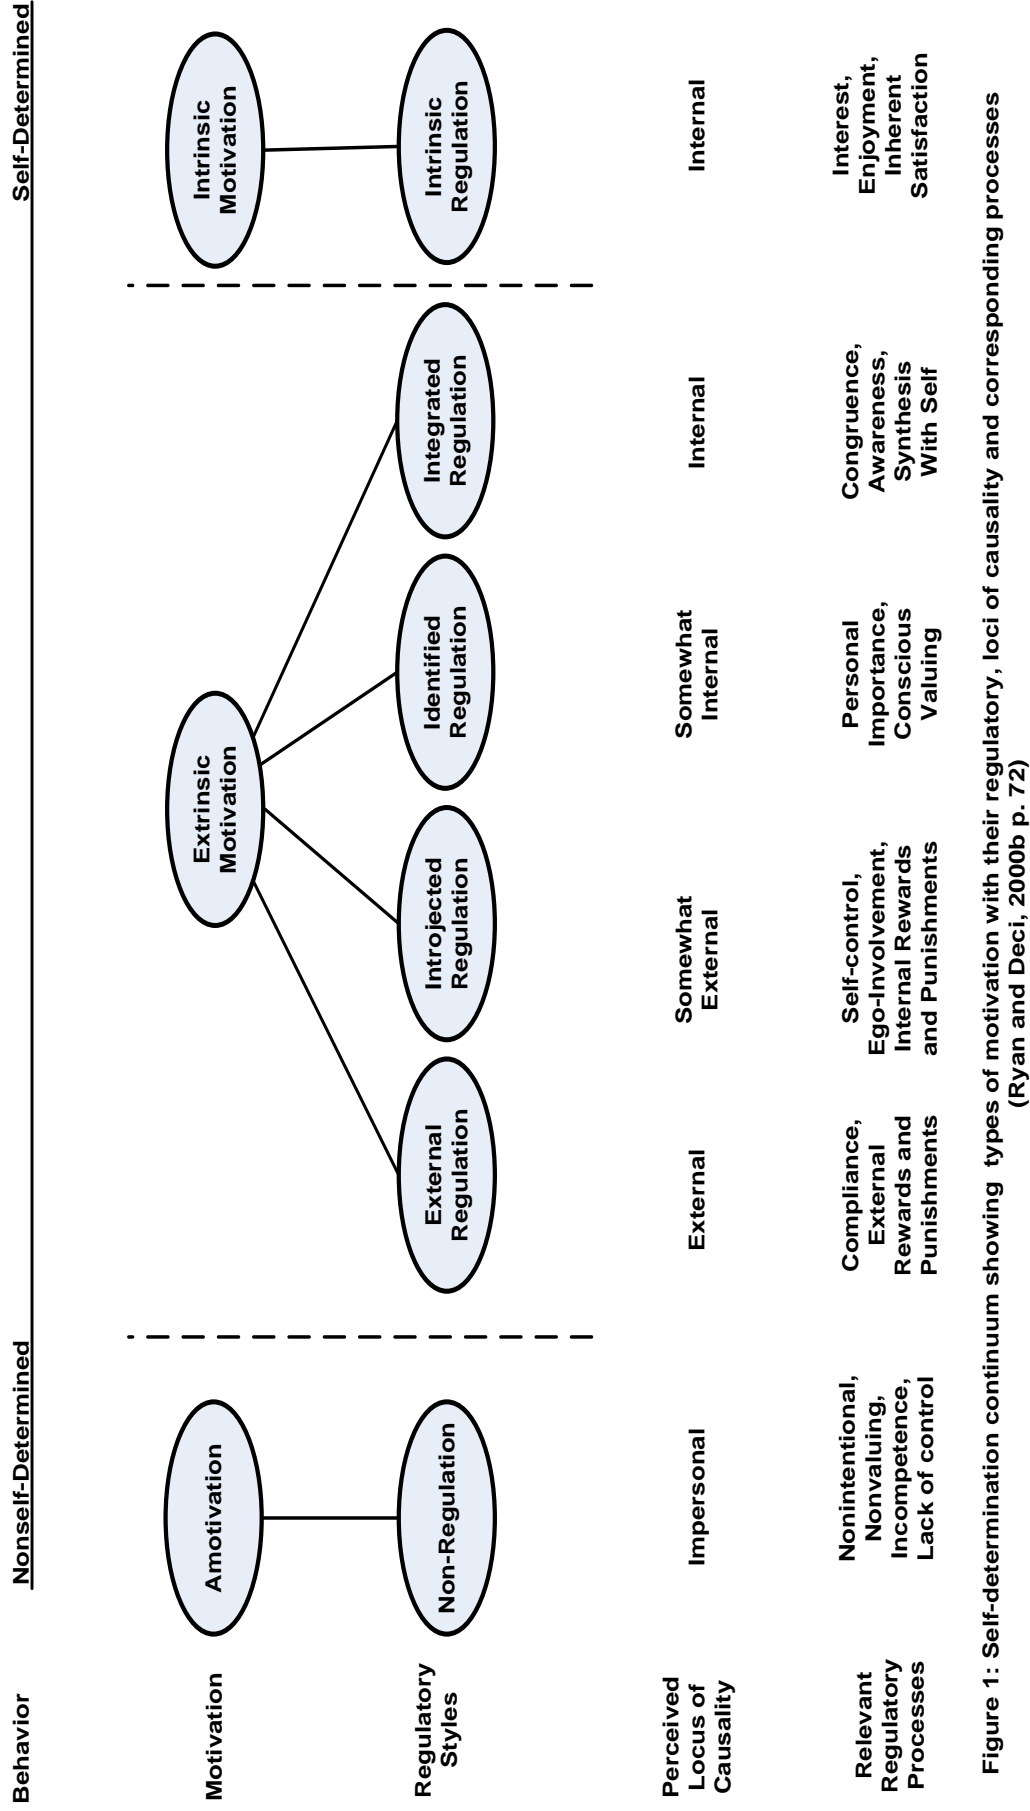 Behavior
Nonself-Determined
Self-Determined
Motivation
Amotivation
Extrinsic
Motivation
Intrinsic
Motivation
Regulatory
Styles
Non-Regulation
External
Regulation
Introjected
Regulation
Identified
Regulation
Integrated
Regulation
Intrinsic
Regulation
Perceived
Locus of
Causality
Impersonal
External
Somewhat
External
Somewhat
Internal
Internal
Internal
Relevant
Regulatory
Processes
Nonintentional,
Nonvaluing,
Incompetence,
Lack of control
Compliance,
External
Rewards and
Punishments
Self-control,
Ego-Involvement,
Internal Rewards
and Punishments
Personal
Importance,
Conscious
Valuing
Congruence,
Awareness,
Synthesis
With Self
Interest,
Enjoyment,
Inherent
Satisfaction
Figure 1: Self-determination continuum showing  types of motivation with their regulatory, loci of causality and corresponding processes
(Ryan and Deci, 2000b p. 72)